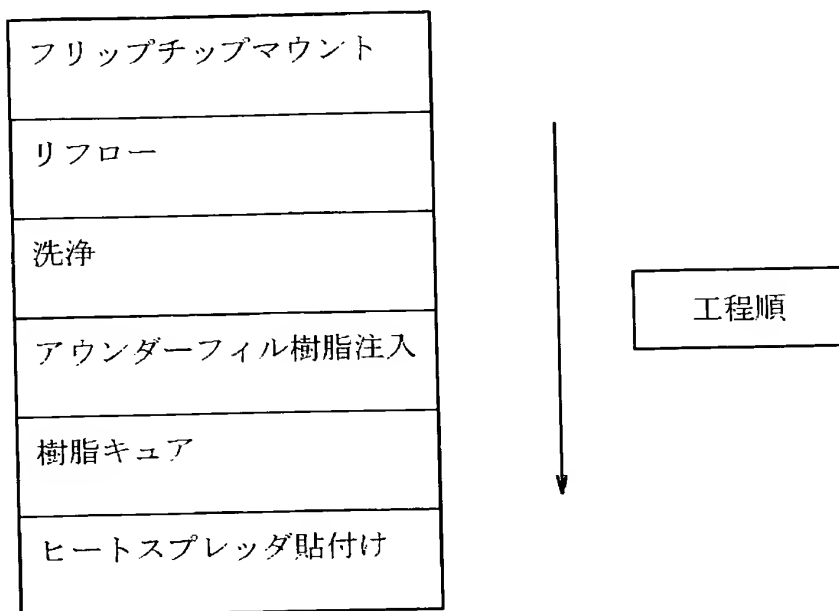 フリップチップマウント
リフロー
洗浄
アウンダーフィル樹脂注入
工程順
樹脂キュア
ヒートスプレッダ貼付け